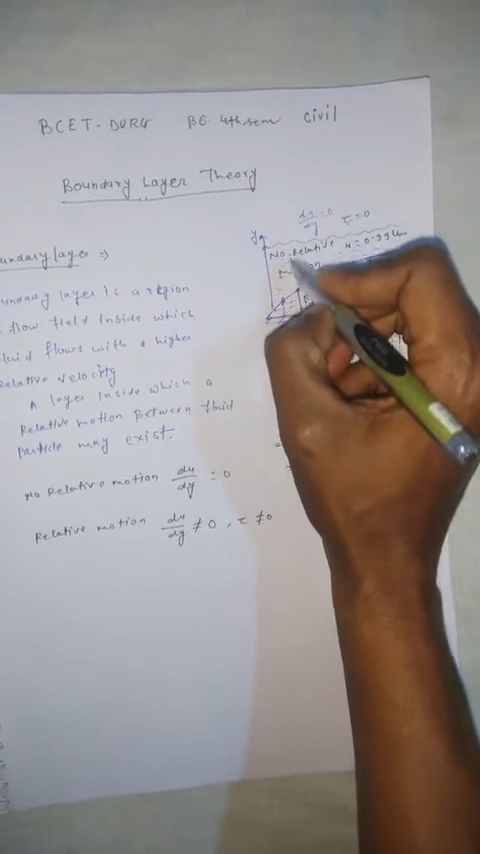 BCET-DURG BE 4th sem civil
Boundary Layer Theory
undary layer =>
undary layer is a region
flow field inside which
luid flows with a higher
Relative velocity
A layer inside which a
Relative motion Between fluid
particle may exist.
No Relative motion du/dy = 0
Relative motion du/dy ≠ 0, τ ≠ 0
du/dy = 0 τ = 0
y
No Relative u = 0.99 U∞